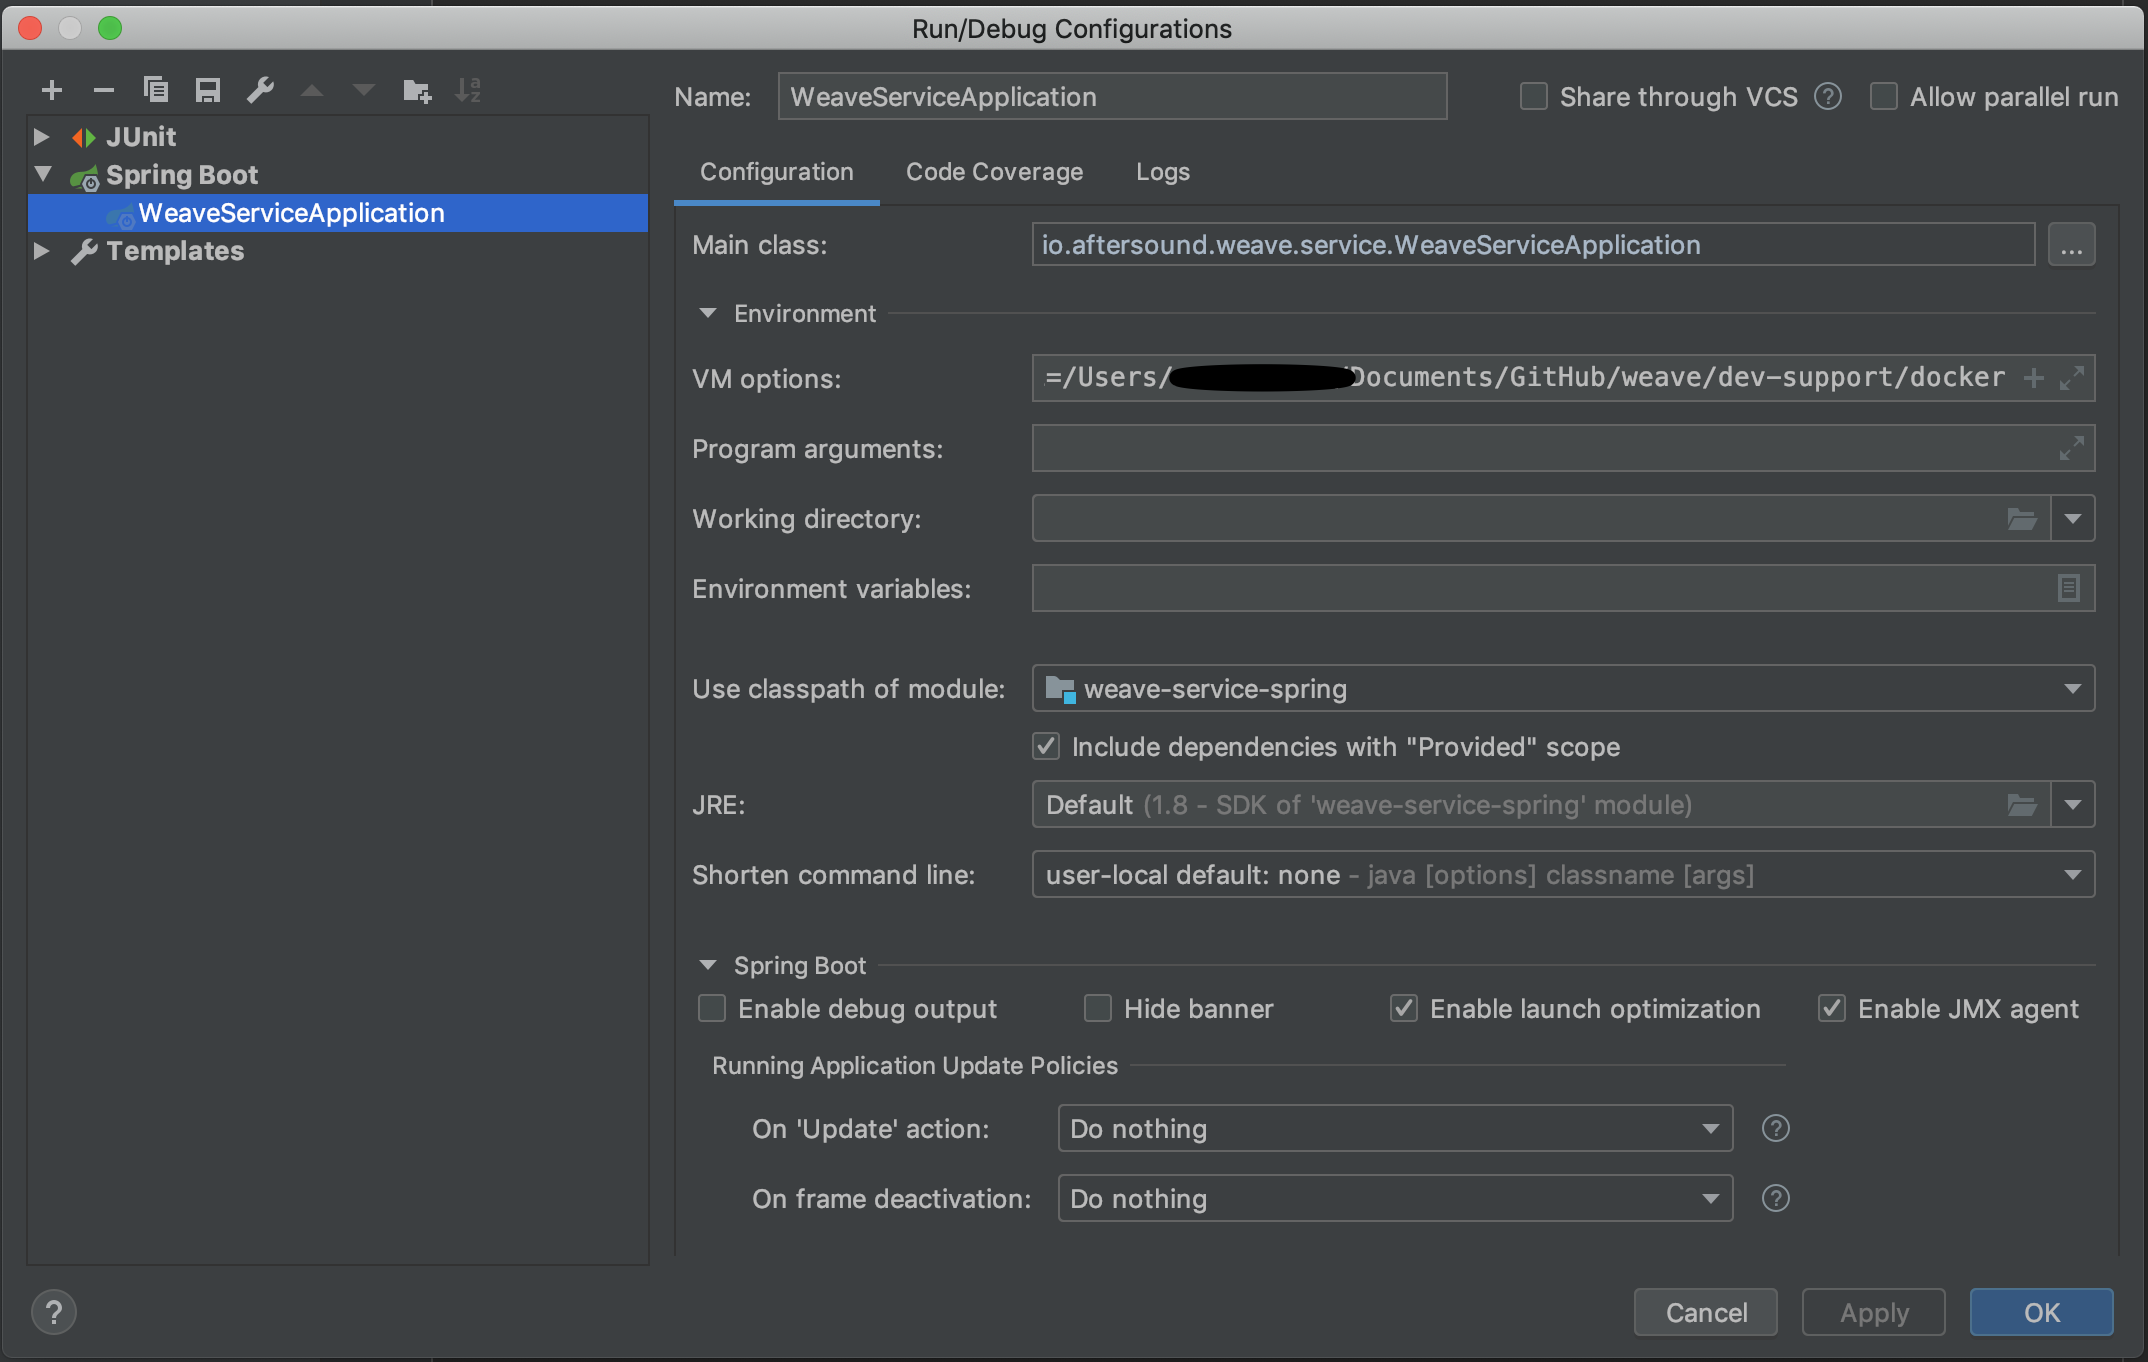 Run/Debug Configurations
Name: WeaveServiceApplication
Share through VCS ?
Allow parallel run
JUnit
Spring Boot
WeaveServiceApplication
Templates
Configuration
Code Coverage
Logs
Main class: io.aftersound.weave.service.WeaveServiceApplication ...
Environment
VM options: =/Users/ Documents/GitHub/weave/dev-support/docker
Program arguments:
Working directory:
Environment variables:
Use classpath of module: weave-service-spring
Include dependencies with "Provided" scope
JRE: Default (1.8 - SDK of 'weave-service-spring' module)
Shorten command line: user-local default: none - java [options] classname [args]
Spring Boot
Enable debug output
Hide banner
Enable launch optimization
Enable JMX agent
Running Application Update Policies
On 'Update' action: Do nothing ?
On frame deactivation: Do nothing ?
? Cancel Apply OK